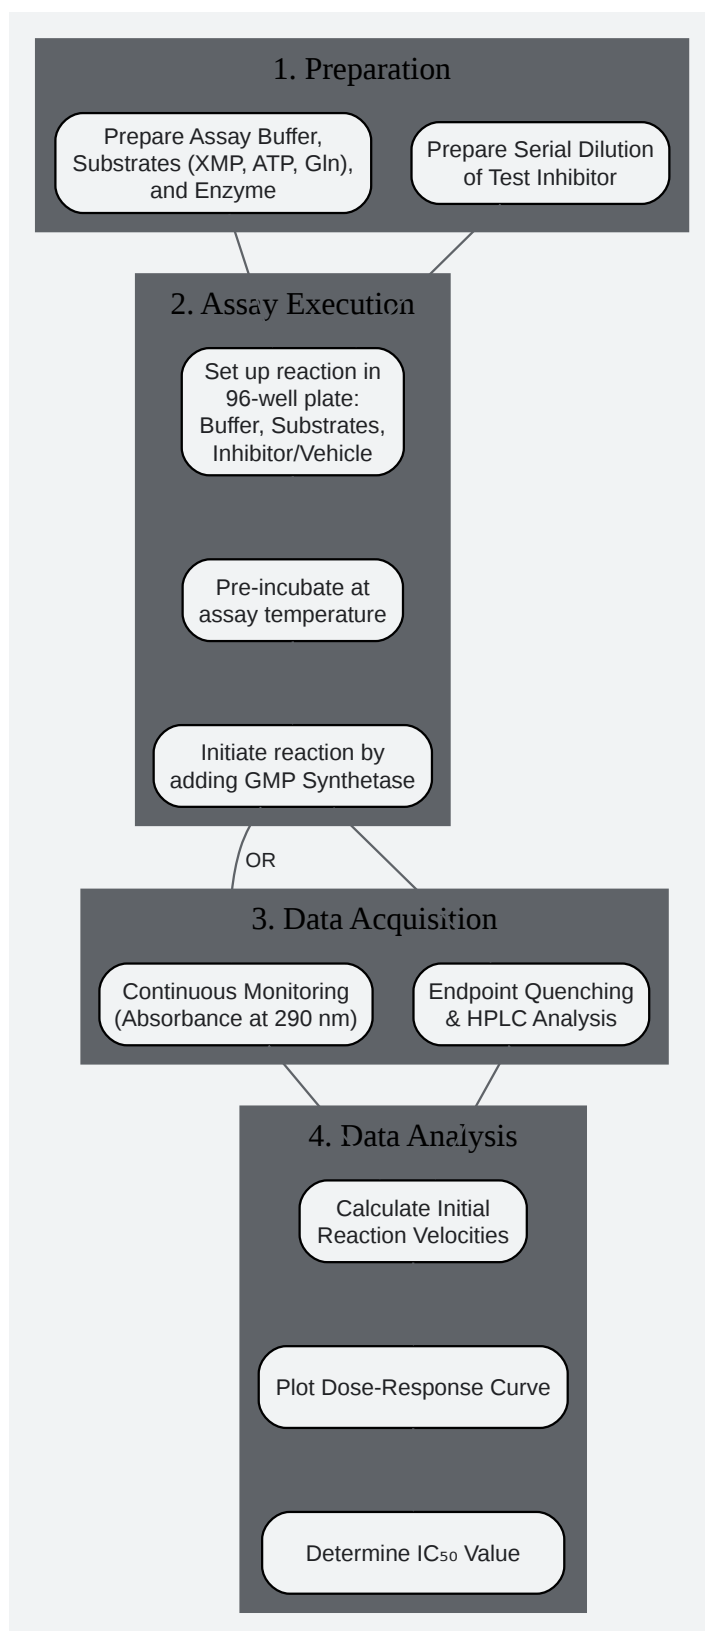 1. Preparation
Prepare Assay Buffer,
Substrates (XMP, ATP, Gln),
and Enzyme
Prepare Serial Dilution
of Test Inhibitor
2. Assay Execution
Set up reaction in
96-well plate:
Buffer, Substrates,
Inhibitor/Vehicle
Pre-incubate at
assay temperature
Initiate reaction by
adding GMP Synthetase
OR
3. Data Acquisition
Continuous Monitoring
(Absorbance at 290 nm)
Endpoint Quenching
& HPLC Analysis
4. Data Analysis
Calculate Initial
Reaction Velocities
Plot Dose-Response Curve
Determine IC₅₀ Value